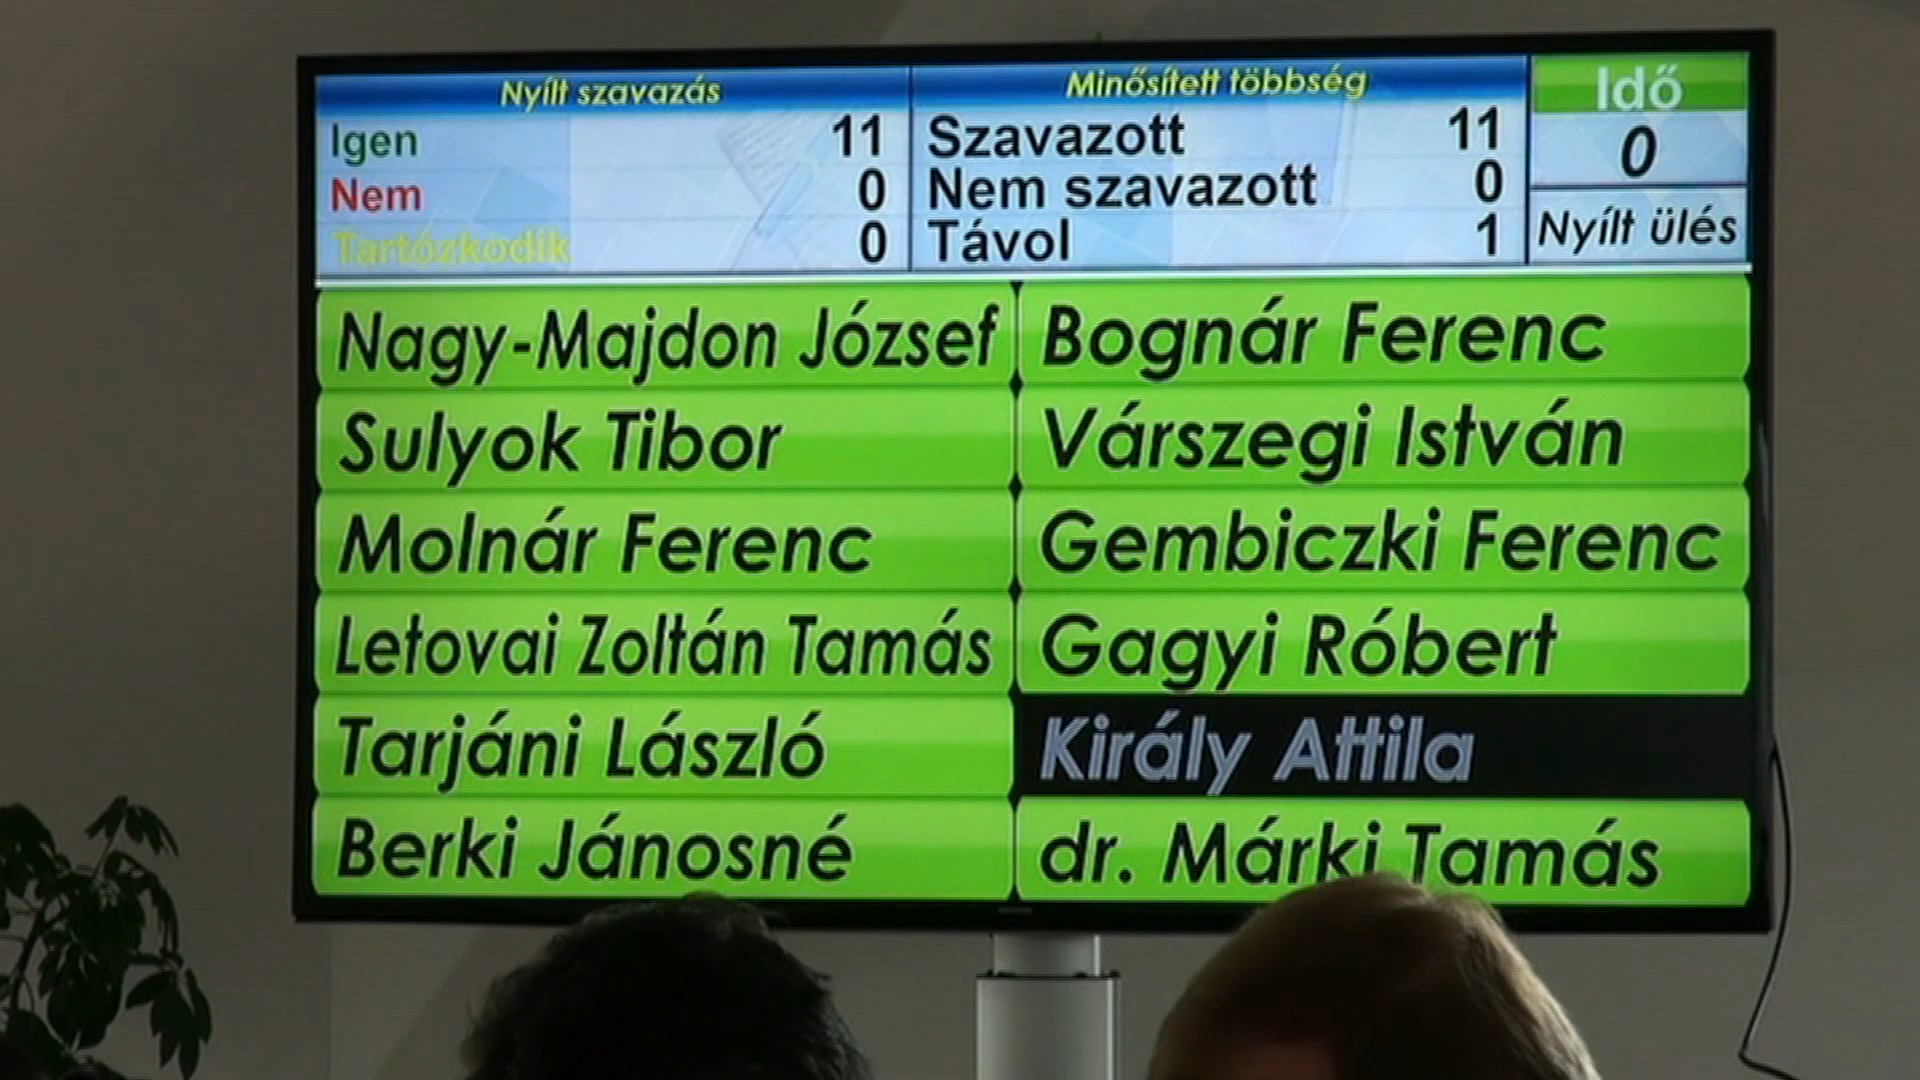 Nyílt szavazás
Igen 11
Nem 0
Tartózkodik 0
Minősített többség
Szavazott 11
Nem szavazott 0
Távol 1
Idő
0
Nyílt ülés
Nagy-Majdon József
Bognár Ferenc
Sulyok Tibor
Várszegi István
Molnár Ferenc
Gembiczki Ferenc
Letovai Zoltán Tamás
Gagyi Róbert
Tarjáni László
Király Attila
Berki Jánosné
dr. Márki Tamás